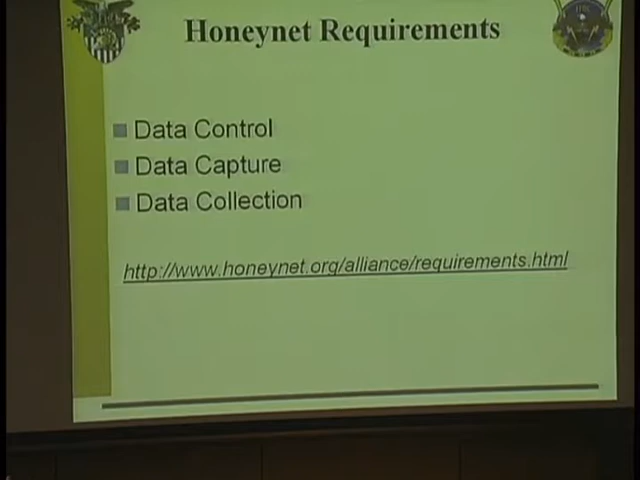 Honeynet Requirements
Data Control
Data Capture
Data Collection
http://www.honeynet.org/alliance/requirements.html